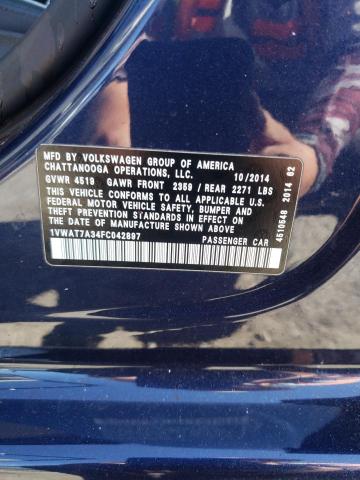 MFD BY VOLKSWAGEN GROUP OF AMERICA
CHATTANOOGA OPERATIONS, LLC. 10/2014
GVWR 4519 GAWR FRONT 2359 / REAR 2271 LBS
THIS VEHICLE CONFORMS TO ALL APPLICABLE U.S.
FEDERAL MOTOR VEHICLE SAFETY, BUMPER AND
THEFT PREVENTION STANDARDS IN EFFECT ON
THE DATE OF MANUFACTURE SHOWN ABOVE.
1VWAT7A34FC042897 PASSENGER CAR
4510648 2014 62